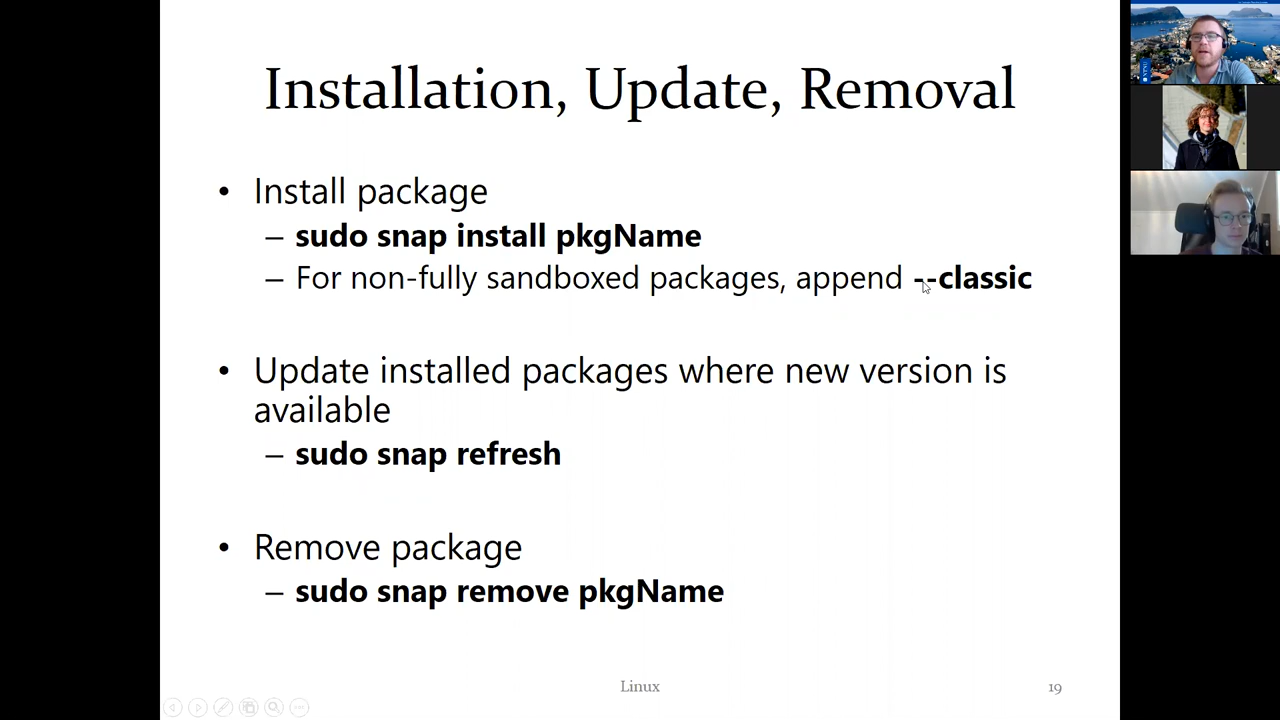 Installation, Update, Removal
• Install package
– sudo snap install pkgName
– For non-fully sandboxed packages, append --classic
• Update installed packages where new version is
available
– sudo snap refresh
• Remove package
– sudo snap remove pkgName
Linux
19
NTNU